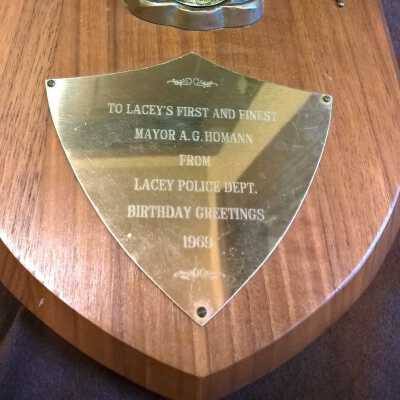 TO LACEY'S FIRST AND FINEST
MAYOR A.G. HOMANN
FROM
LACEY POLICE DEPT.
BIRTHDAY GREETINGS
1969